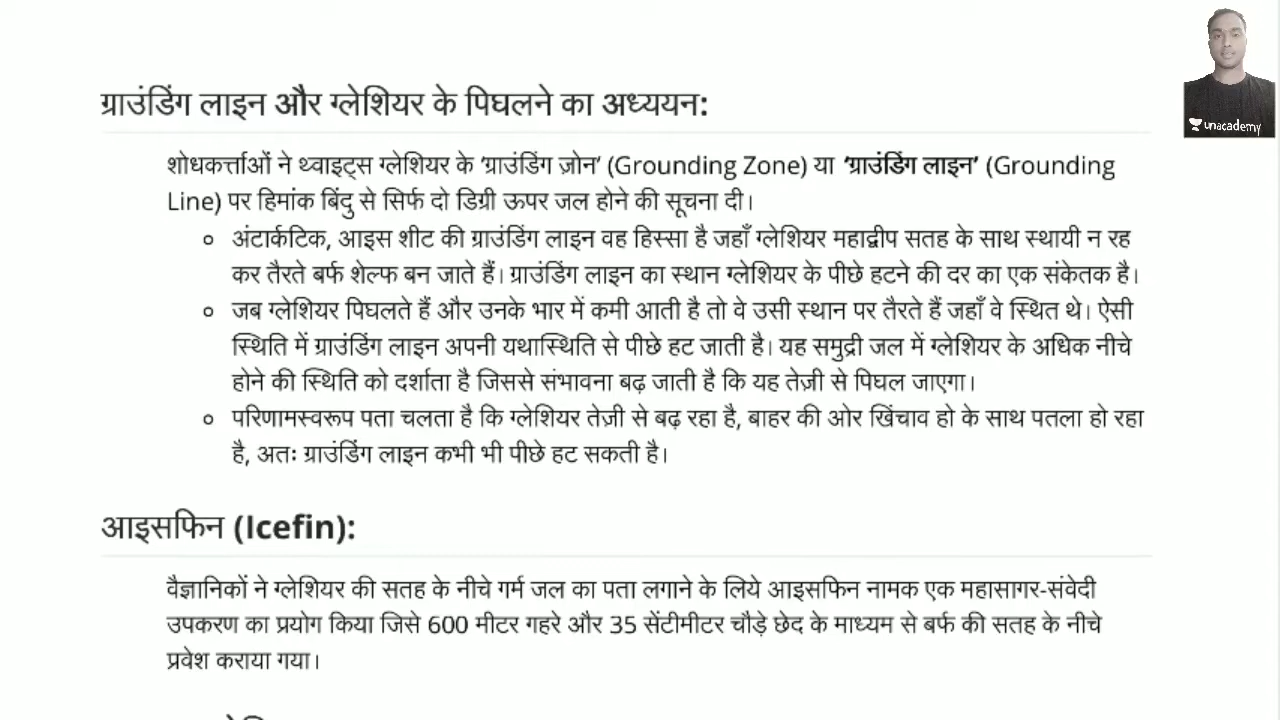 unacademy
ग्राउंडिंग लाइन और ग्लेशियर के पिघलने का अध्ययन:
शोधकर्त्ताओं ने थ्वाइट्स ग्लेशियर के ‘ग्राउंडिंग ज़ोन’ (Grounding Zone) या ‘ग्राउंडिंग लाइन’ (Grounding
Line) पर हिमांक बिंदु से सिर्फ दो डिग्री ऊपर जल होने की सूचना दी।
अंटार्कटिक, आइस शीट की ग्राउंडिंग लाइन वह हिस्सा है जहाँ ग्लेशियर महाद्वीप सतह के साथ स्थायी न रह
कर तैरते बर्फ शेल्फ बन जाते हैं। ग्राउंडिंग लाइन का स्थान ग्लेशियर के पीछे हटने की दर का एक संकेतक है।
जब ग्लेशियर पिघलते हैं और उनके भार में कमी आती है तो वे उसी स्थान पर तैरते हैं जहाँ वे स्थित थे। ऐसी
स्थिति में ग्राउंडिंग लाइन अपनी यथास्थिति से पीछे हट जाती है। यह समुद्री जल में ग्लेशियर के अधिक नीचे
होने की स्थिति को दर्शाता है जिससे संभावना बढ़ जाती है कि यह तेज़ी से पिघल जाएगा।
परिणामस्वरूप पता चलता है कि ग्लेशियर तेज़ी से बढ़ रहा है, बाहर की ओर खिंचाव हो के साथ पतला हो रहा
है, अतः ग्राउंडिंग लाइन कभी भी पीछे हट सकती है।
आइसफिन (Icefin):
वैज्ञानिकों ने ग्लेशियर की सतह के नीचे गर्म जल का पता लगाने के लिये आइसफिन नामक एक महासागर-संवेदी
उपकरण का प्रयोग किया जिसे 600 मीटर गहरे और 35 सेंटीमीटर चौड़े छेद के माध्यम से बर्फ की सतह के नीचे
प्रवेश कराया गया।